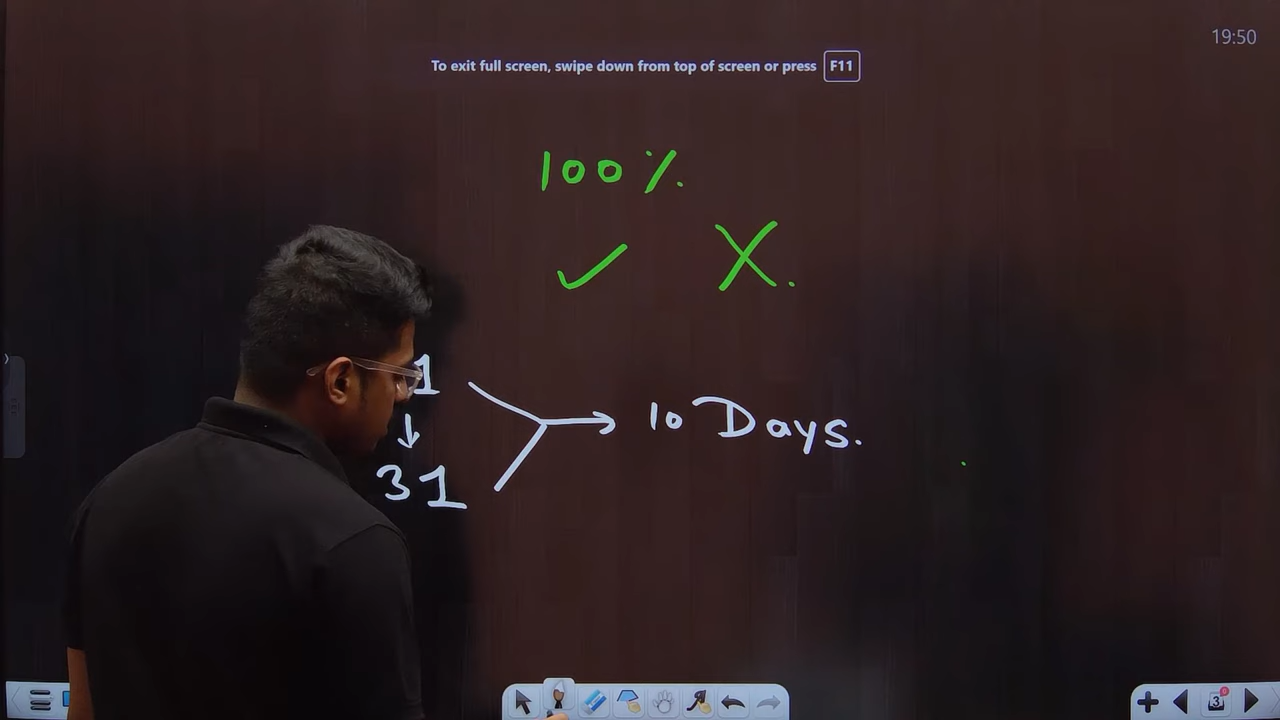 19:50
To exit full screen, swipe down from top of screen or press F11
100%
1
31
10 Days.
3